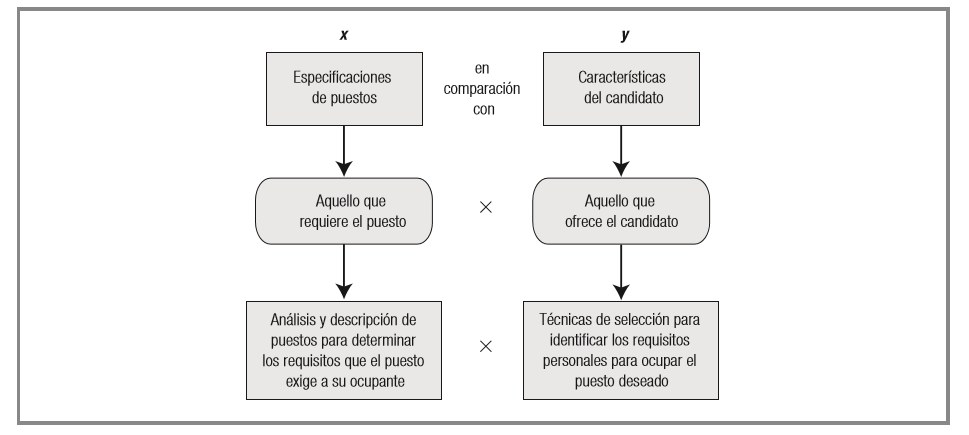 x
Especificaciones
de puestos
en
comparación
con
y
Características
del candidato
Aquello que
requiere el puesto
×
Aquello que
ofrece el candidato
Análisis y descripción de
puestos para determinar
los requisitos que el puesto
exige a su ocupante
×
Técnicas de selección para
identificar los requisitos
personales para ocupar el
puesto deseado